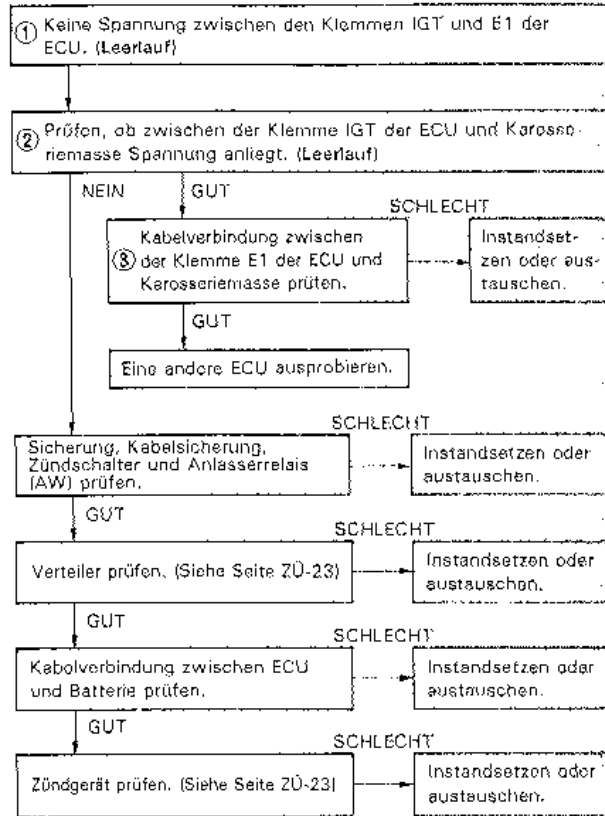 ① Keine Spannung zwischen den Klemmen IGT und E1 der
ECU. (Leerlauf)
② Prüfen, ob zwischen der Klemme IGT der ECU und Karosse-
riemasse Spannung anliegt. (Leerlauf)
NEIN
GUT
SCHLECHT
③ Kabelverbindung zwischen
der Klemme E1 der ECU und
Karosseriemasse prüfen.
Instandset-
zen oder aus-
tauschen.
GUT
Eine andere ECU ausprobieren.
SCHLECHT
Sicherung, Kabelsicherung,
Zündschalter und Anlasserrelais
(AW) prüfen.
Instandsetzen oder
austauschen.
GUT
SCHLECHT
Verteiler prüfen. (Siehe Seite ZÜ-23)
Instandsetzen oder
austauschen.
GUT
SCHLECHT
Kabelverbindung zwischen ECU
und Batterie prüfen.
Instandsetzen oder
austauschen.
GUT
SCHLECHT
Zündgerät prüfen. (Siehe Seite ZÜ-23)
Instandsetzen oder
austauschen.